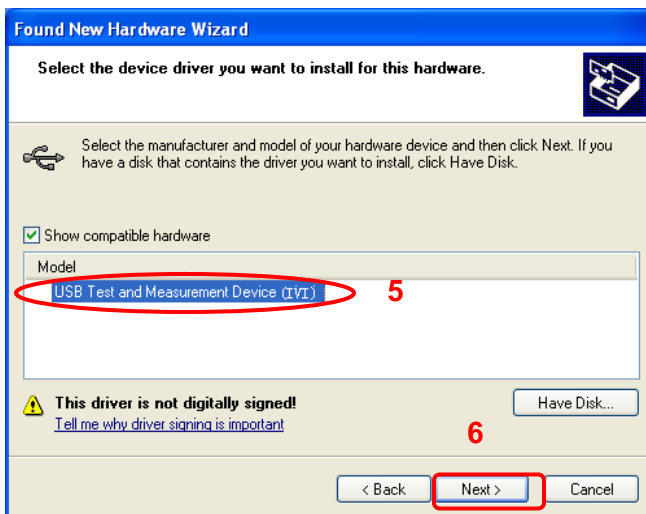 Found New Hardware Wizard
Select the device driver you want to install for this hardware.
Select the manufacturer and model of your hardware device and then click Next. If you
have a disk that contains the driver you want to install, click Have Disk.
Show compatible hardware
Model
USB Test and Measurement Device (IVI)
5
This driver is not digitally signed!
Have Disk...
Tell me why driver signing is important
6
< Back
Next >
Cancel